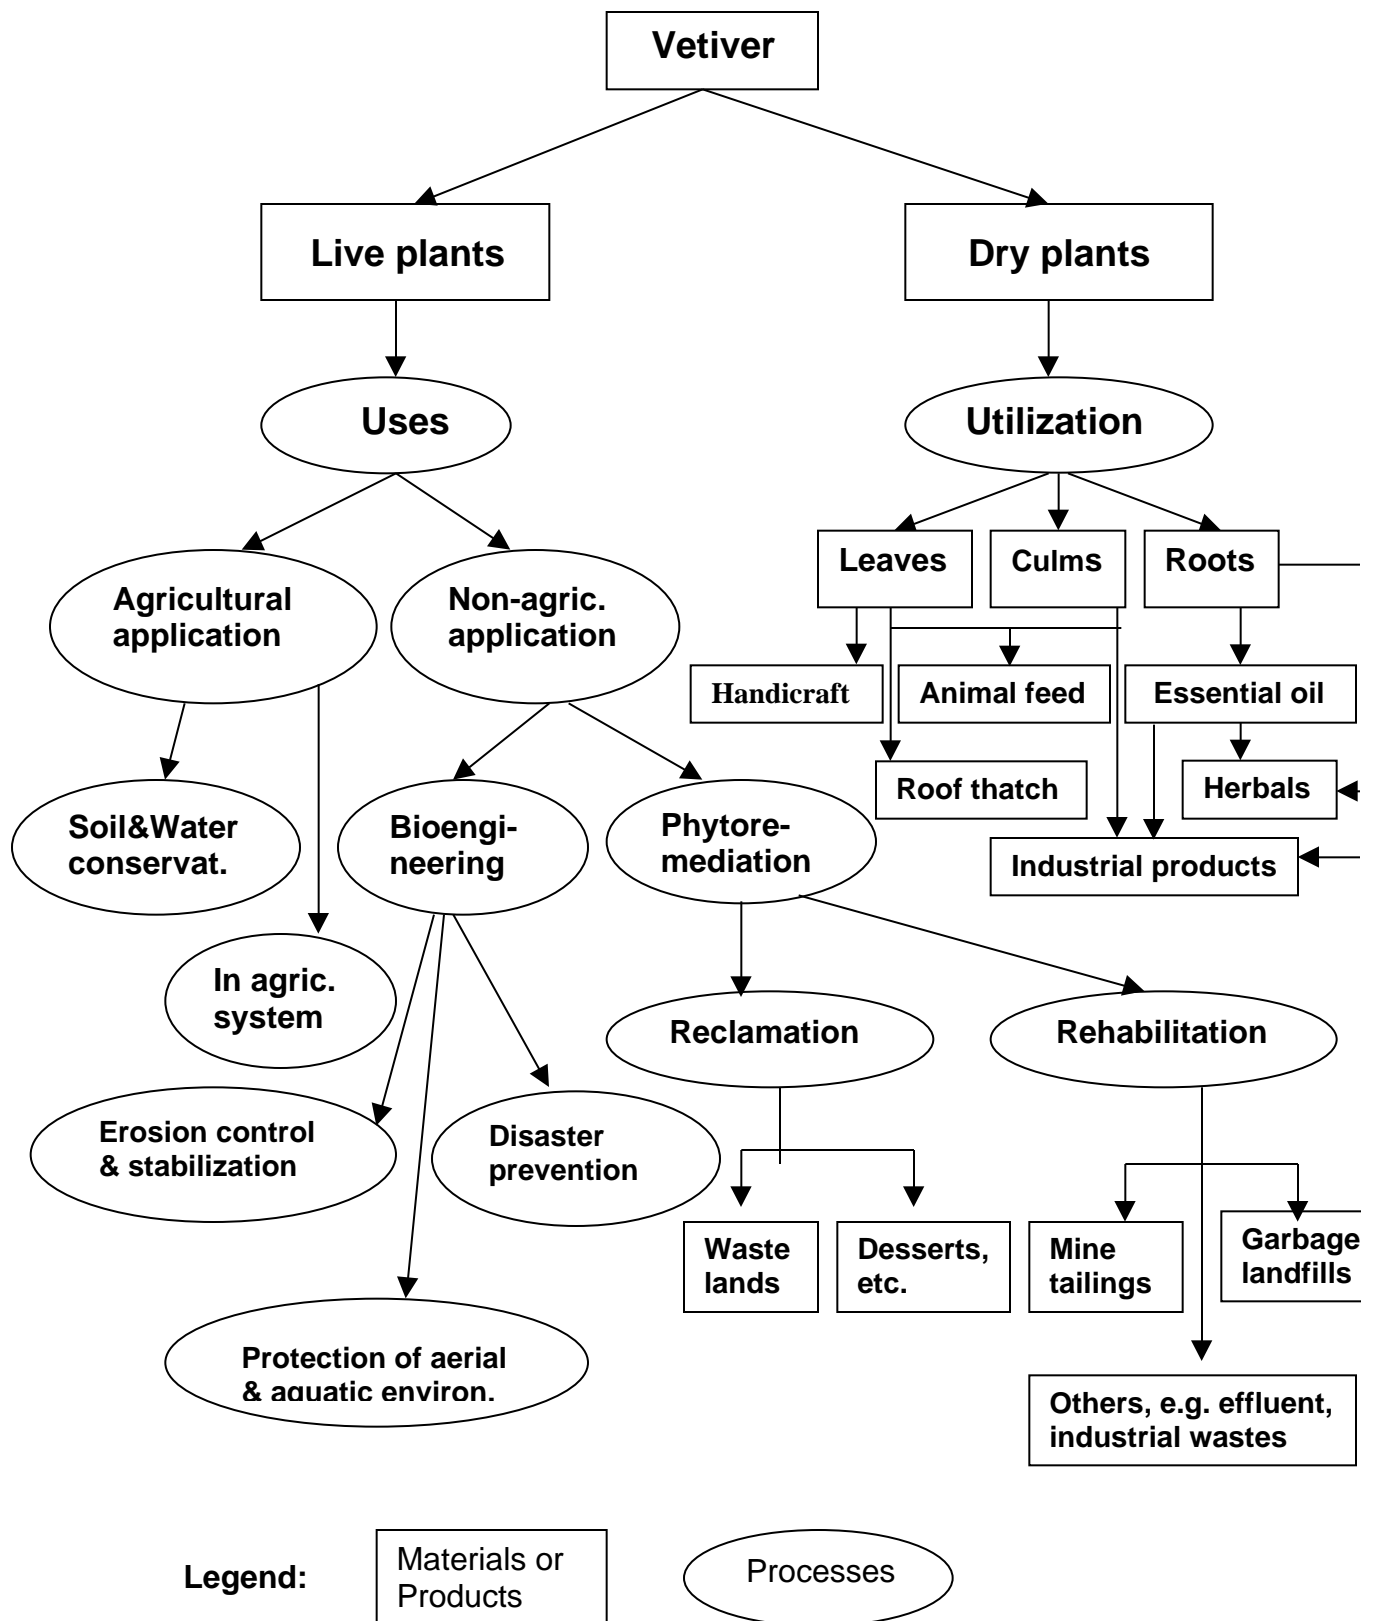 Vetiver
Live plants
Dry plants
Uses
Utilization
Agricultural
application
Non-agric.
application
Leaves
Culms
Roots
Handicraft
Animal feed
Essential oil
Roof thatch
Herbals
Industrial products
Soil&Water
conservat.
Bioengi-
neering
Phytore-
mediation
In agric.
system
Reclamation
Rehabilitation
Erosion control
& stabilization
Disaster
prevention
Waste
lands
Desserts,
etc.
Mine
tailings
Garbage
landfills
Protection of aerial
& aquatic environ.
Others, e.g. effluent,
industrial wastes
Legend:
Materials or
Products
Processes